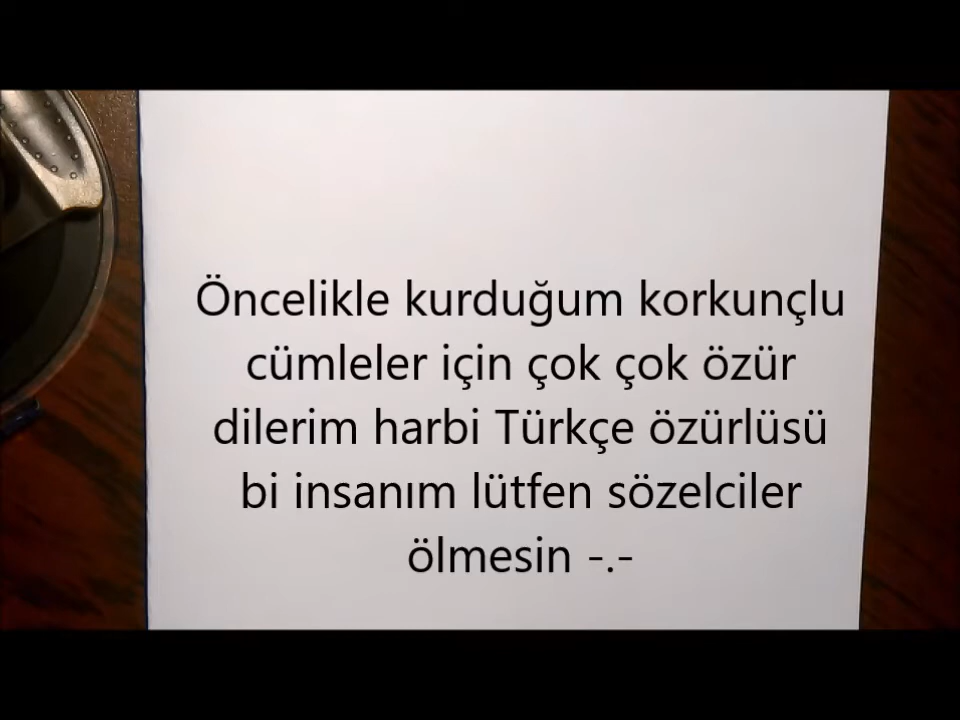 Öncelikle kurduğum korkunçlu
cümleler için çok çok özür
dilerim harbi Türkçe özürlüsü
bi insanım lütfen sözelciler
ölmesin -.-